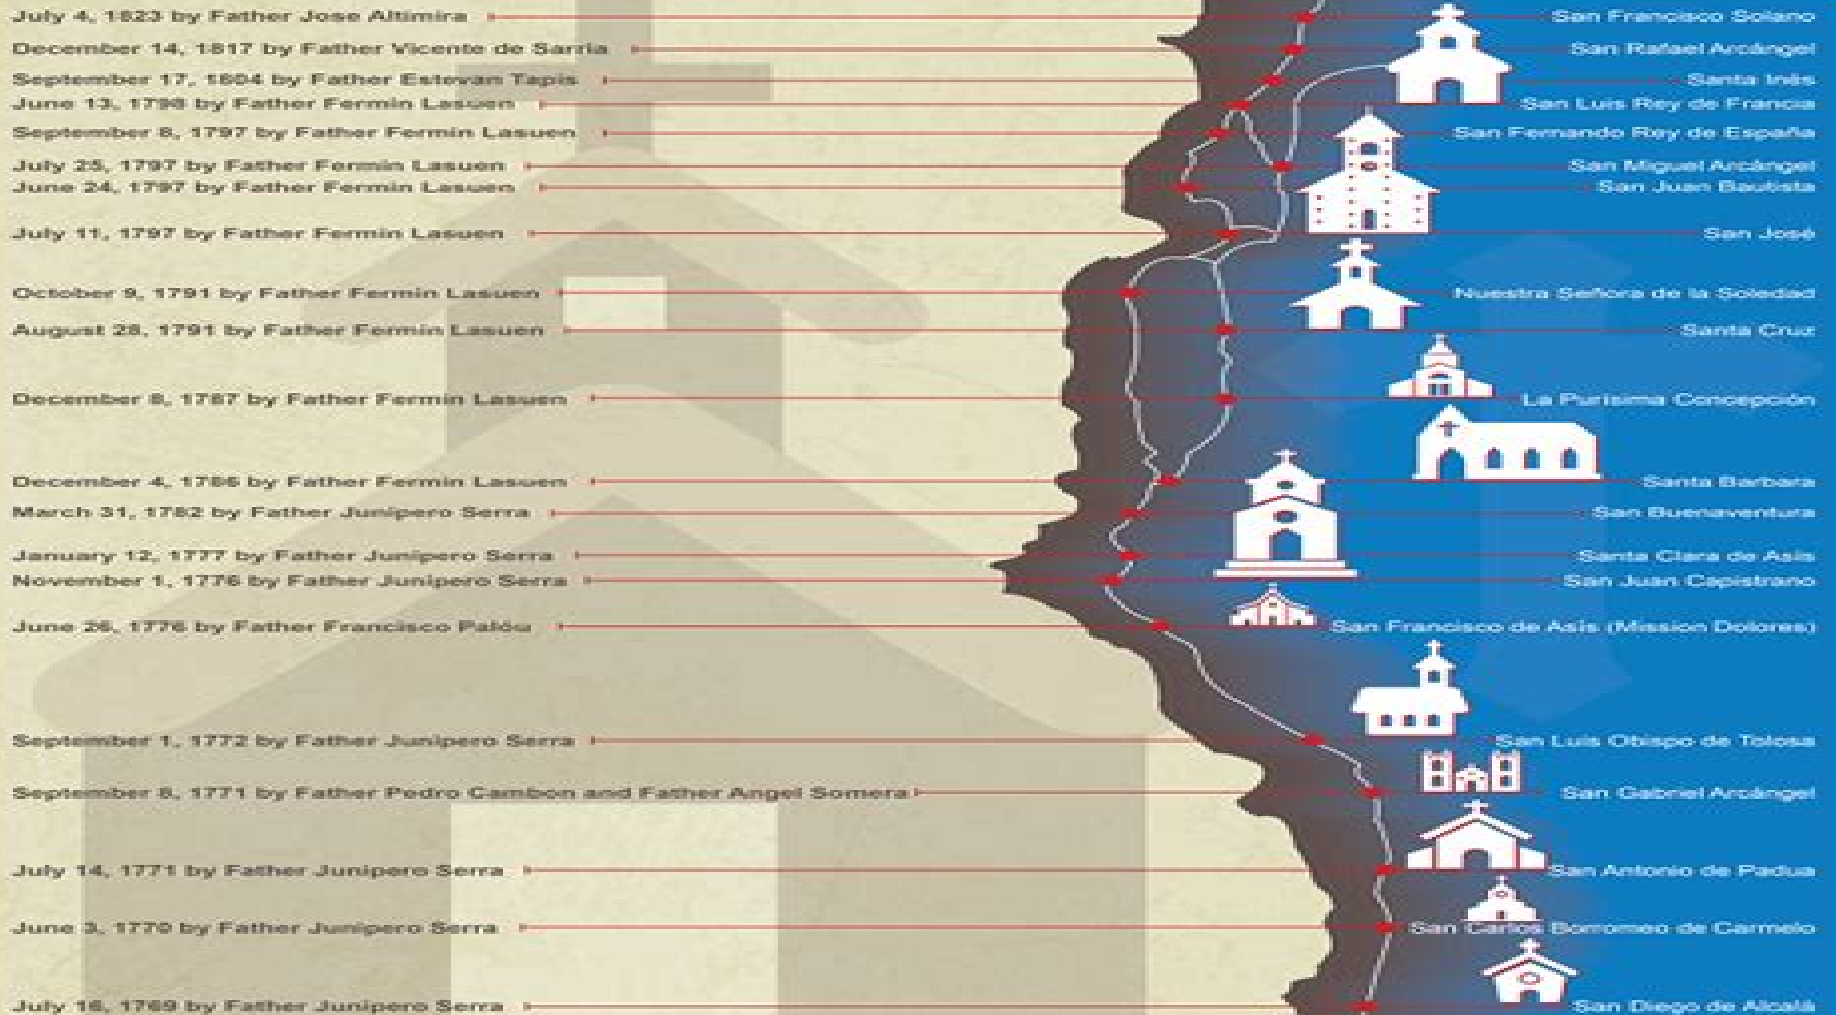 July 4, 1823 by Father Jose Altimira San Francisco Solano
December 14, 1817 by Father Vicente de Sarria San Rafael Arcángel
September 17, 1804 by Father Estevan Tapis Santa Inés
June 13, 1798 by Father Fermin Lasuen San Luis Rey de Francia
September 8, 1797 by Father Fermin Lasuen San Fernando Rey de España
July 25, 1797 by Father Fermin Lasuen San Miguel Arcángel
June 24, 1797 by Father Fermin Lasuen San Juan Bautista
July 11, 1797 by Father Fermin Lasuen San José
October 9, 1791 by Father Fermin Lasuen Nuestra Señora de la Soledad
August 28, 1791 by Father Fermin Lasuen Santa Cruz
December 8, 1787 by Father Fermin Lasuen La Purisima Concepción
December 4, 1786 by Father Fermin Lasuen Santa Barbara
March 31, 1782 by Father Junipero Serra San Buenaventura
January 12, 1777 by Father Junipero Serra Santa Clara de Asís
November 1, 1776 by Father Junipero Serra San Juan Capistrano
June 26, 1776 by Father Francisco Palóu San Francisco de Asís (Mission Dolores)
September 1, 1772 by Father Junipero Serra San Luis Obispo de Tolosa
September 8, 1771 by Father Pedro Cambon and Father Angel Somera San Gabriel Arcángel
July 14, 1771 by Father Junipero Serra San Antonio de Padua
June 3, 1770 by Father Junipero Serra San Carlos Borromeo de Carmelo
July 16, 1769 by Father Junipero Serra San Diego de Alcalá